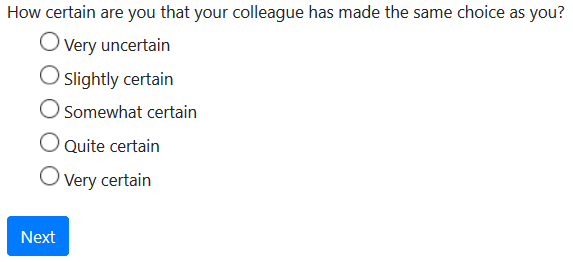 How certain are you that your colleague has made the same choice as you?
Very uncertain
Slightly certain
Somewhat certain
Quite certain
Very certain
Next